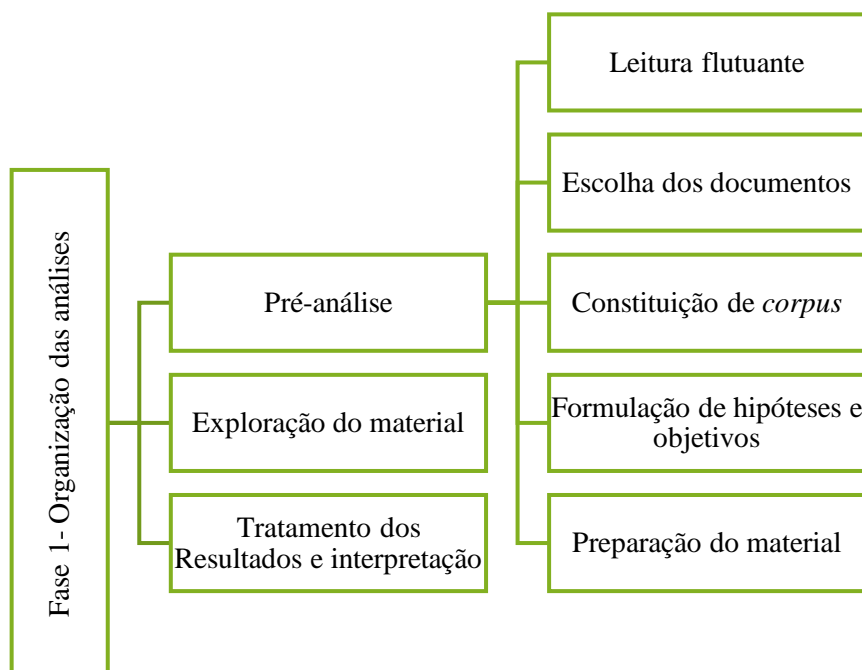 Fase 1- Organização das análises
Pré-análise
Exploração do material
Tratamento dos
Resultados e interpretação
Leitura flutuante
Escolha dos documentos
Constituição de corpus
Formulação de hipóteses e
objetivos
Preparação do material